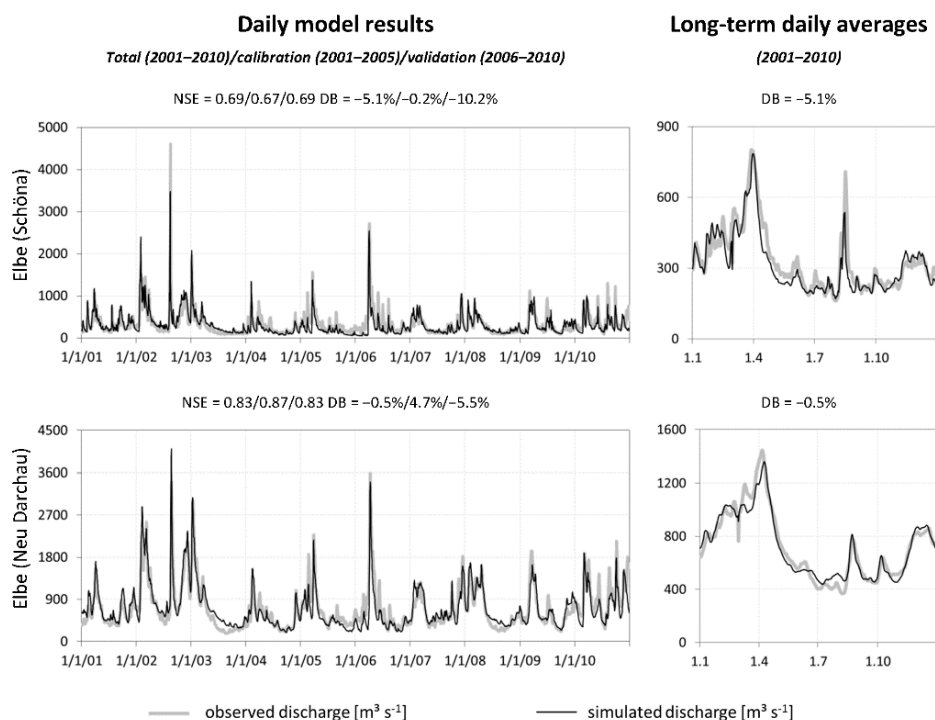 Daily model results
Long-term daily averages
Total (2001–2010)/calibration (2001–2005)/validation (2006–2010)
(2001–2010)
NSE = 0.69/0.67/0.69 DB = −5.1%/−0.2%/−10.2%
DB = −5.1%
Elbe (Schöna)
5000
4000
3000
2000
1000
0
1/1/01 1/1/02 1/1/03 1/1/04 1/1/05 1/1/06 1/1/07 1/1/08 1/1/09 1/1/10
900
600
300
0
1.1 1.4 1.7 1.10
NSE = 0.83/0.87/0.83 DB = −0.5%/4.7%/−5.5%
DB = −0.5%
Elbe (Neu Darchau)
4500
3600
2700
1800
900
0
1/1/01 1/1/02 1/1/03 1/1/04 1/1/05 1/1/06 1/1/07 1/1/08 1/1/09 1/1/10
1600
1200
800
400
0
1.1 1.4 1.7 1.10
observed discharge [m³ s⁻¹]
simulated discharge [m³ s⁻¹]